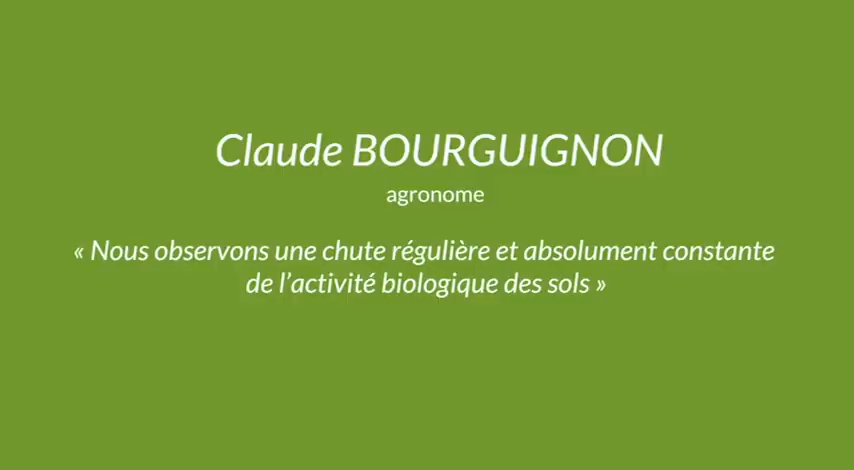 Claude BOURGUIGNON
agronome
« Nous observons une chute régulière et absolument constante
de l’activité biologique des sols »